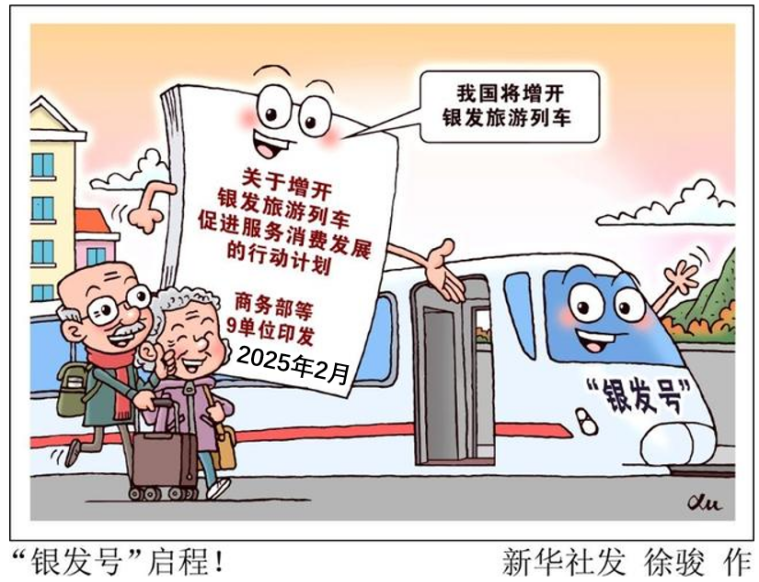 我国将增开
银发旅游列车
关于增开
银发旅游列车
促进服务消费发展
的行动计划
商务部等
9单位印发
2025年2月
“银发号”
“银发号”启程！
新华社发 徐骏 作